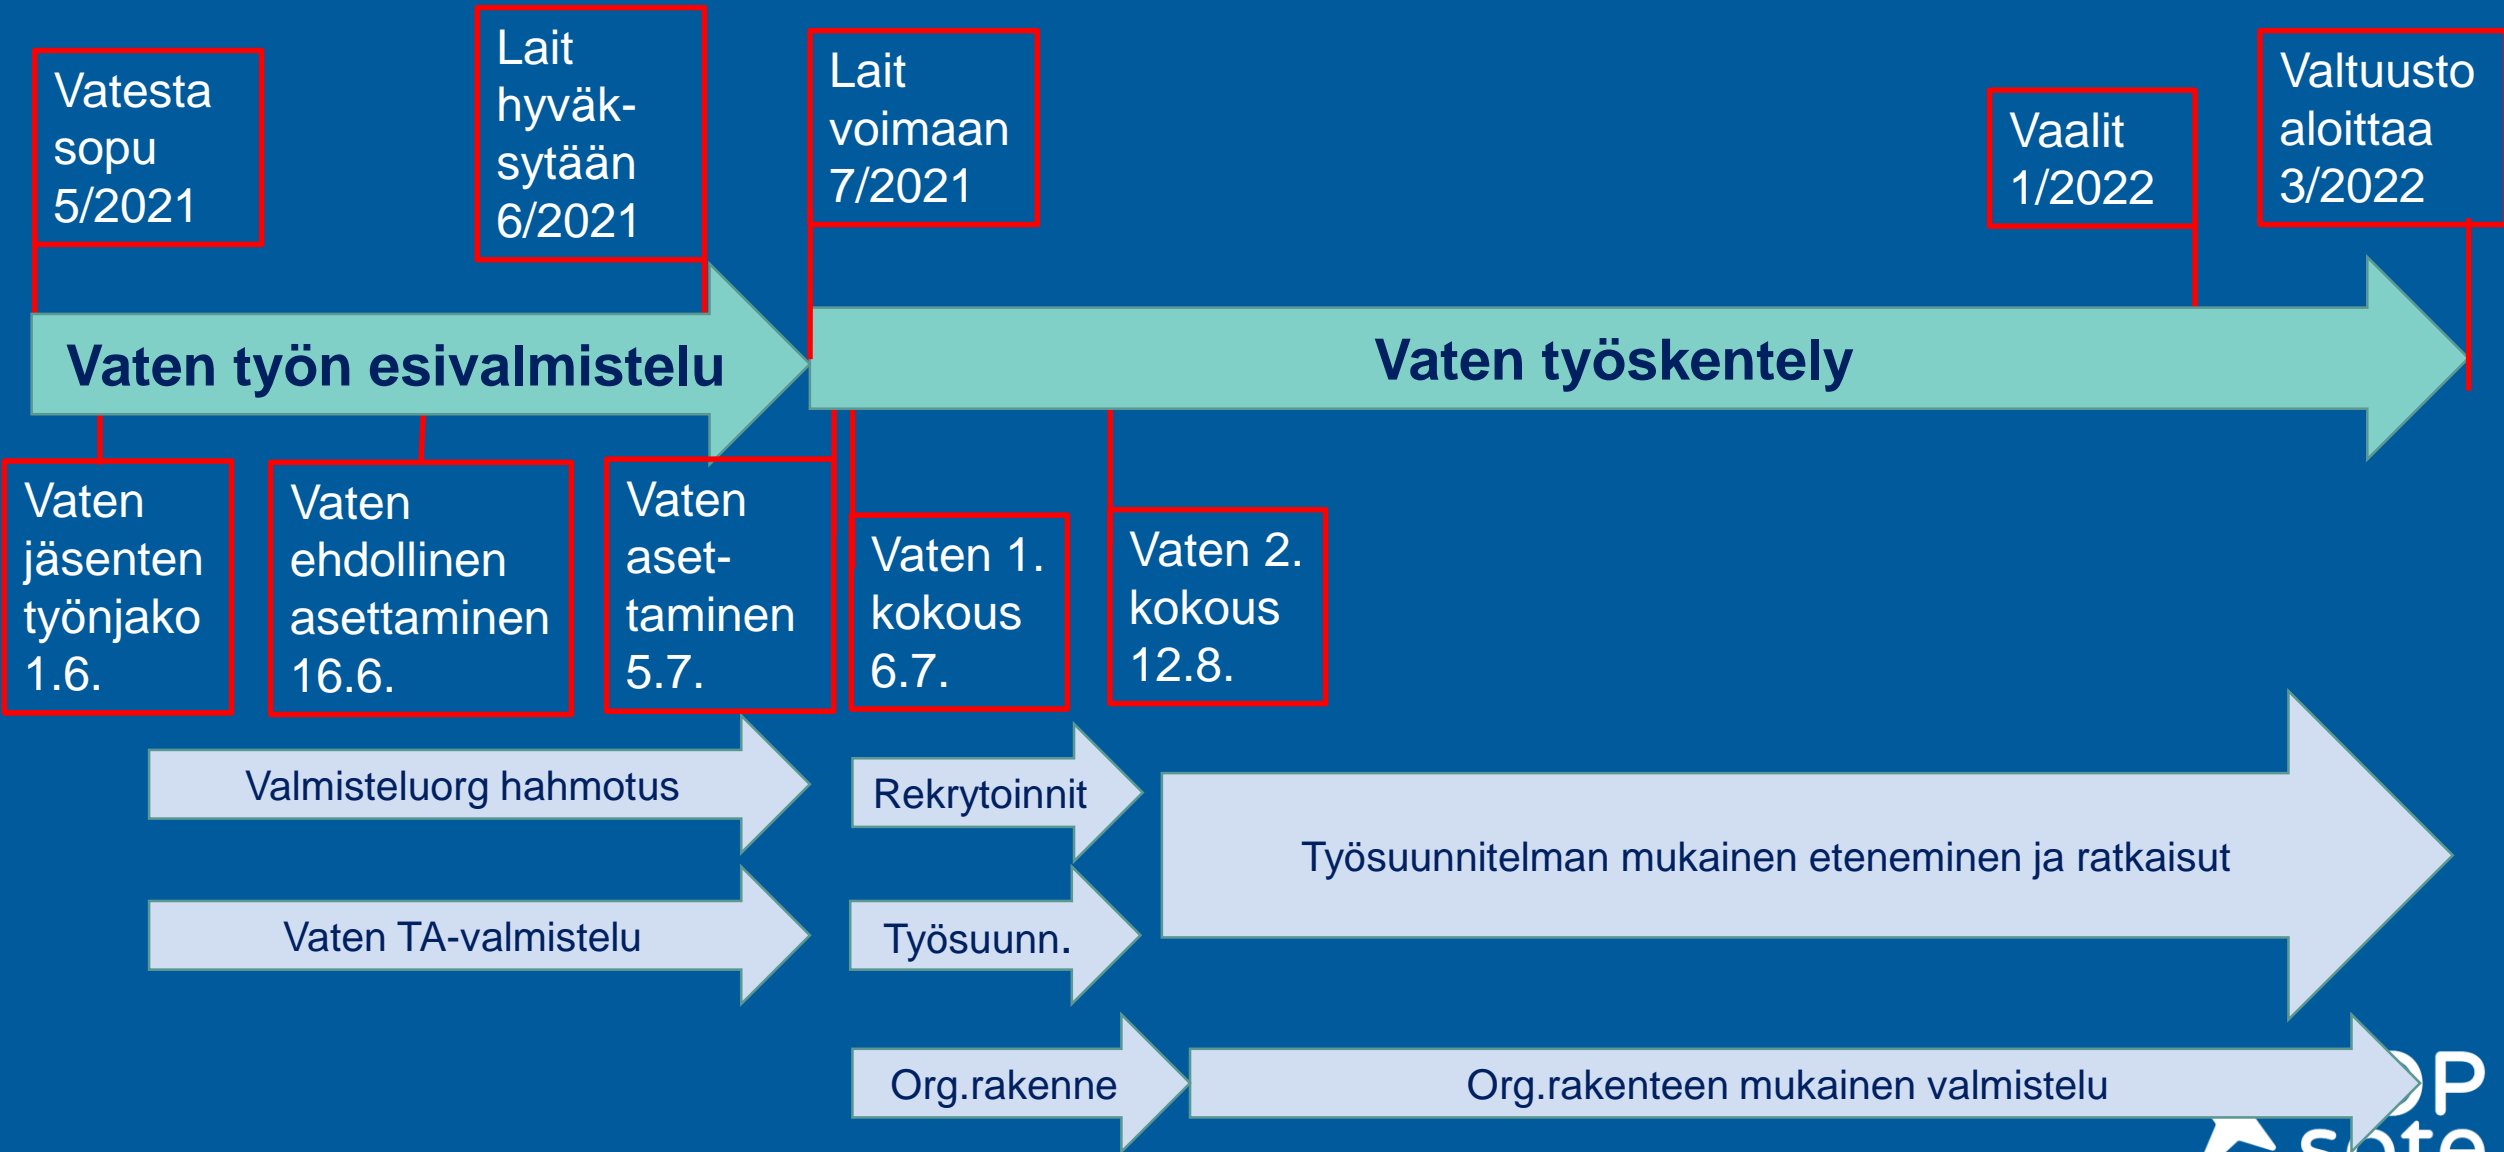 Vatesta
sopu
5/2021
Lait
hyväk-
sytään
6/2021
Lait
voimaan
7/2021
Vaalit
1/2022
Valtuusto
aloittaa
3/2022
Vaten työn esivalmistelu
Vaten työskentely
Vaten
jäsenten
työnjako
1.6.
Vaten
ehdollinen
asettaminen
16.6.
Vaten
aset-
taminen
5.7.
Vaten 1.
kokous
6.7.
Vaten 2.
kokous
12.8.
Valmisteluorg hahmotus
Rekrytoinnit
Työsuunnitelman mukainen eteneminen ja ratkaisut
Vaten TA-valmistelu
Työsuunn.
Org.rakenne
Org.rakenteen mukainen valmistelu